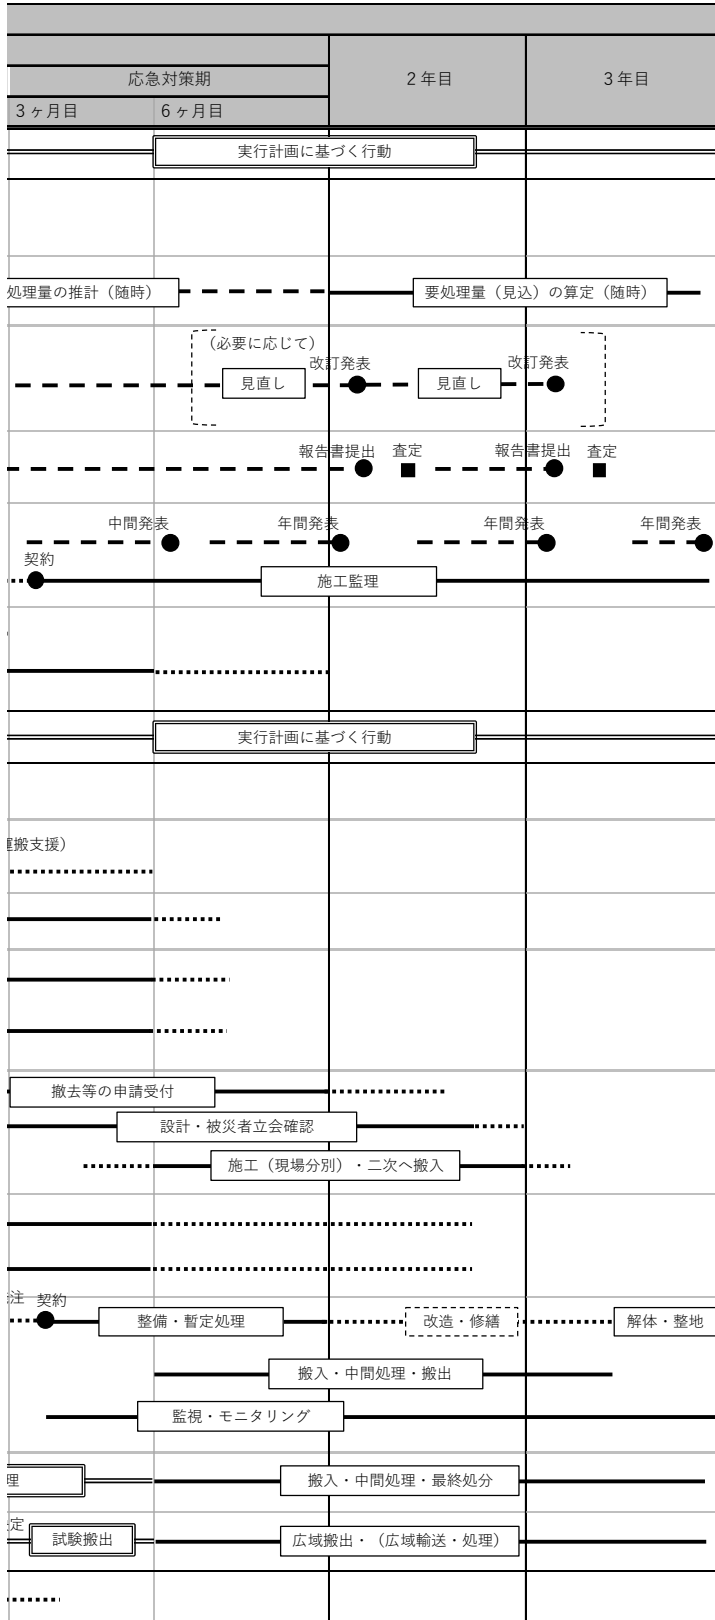 応急対策期
2年目
3年目
3ヶ月目
6ヶ月目
実行計画に基づく行動
処理量の推計（随時）
要処理量（見込）の算定（随時）
（必要に応じて）
改訂発表
改訂発表
見直し
見直し
報告書提出
査定
報告書提出
査定
中間発表
年間発表
年間発表
年間発表
契約
施工監理
実行計画に基づく行動
搬支援）
撤去等の申請受付
設計・被災者立会確認
施工（現場分別）・二次へ搬入
注
契約
整備・暫定処理
改造・修繕
解体・整地
搬入・中間処理・搬出
監視・モニタリング
理
搬入・中間処理・最終処分
定
試験搬出
広域搬出・（広域輸送・処理）